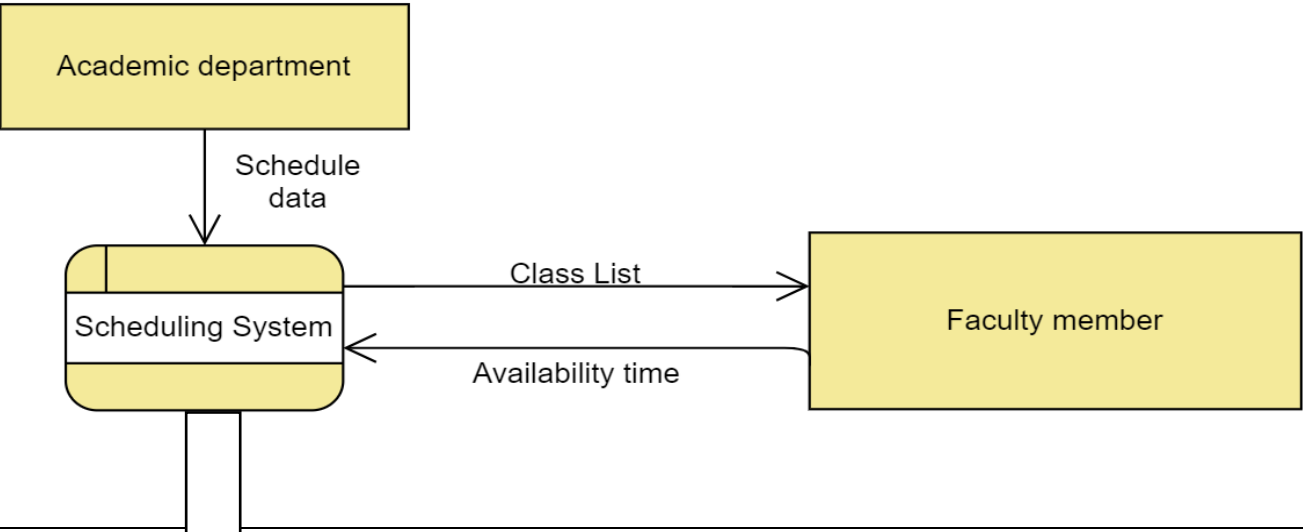 Academic department
Schedule
data
Class List
Scheduling System
Faculty member
Availability time